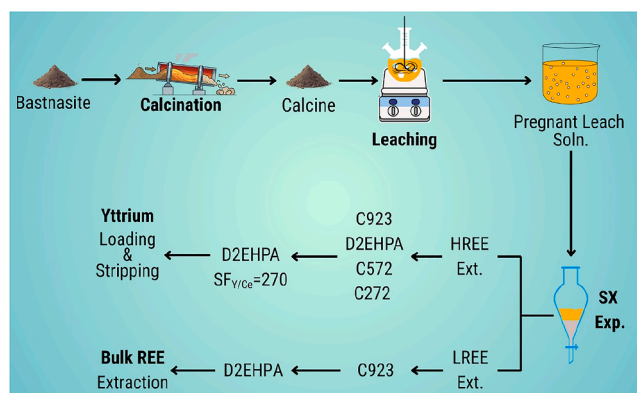 Bastnasite
Calcination
Calcine
Leaching
Pregnant Leach
Soln.
Yttrium
Loading
&
Stripping
D2EHPA
SFY/Ce=270
C923
D2EHPA
C572
C272
HREE
Ext.
SX
Exp.
Bulk REE
Extraction
D2EHPA
C923
LREE
Ext.